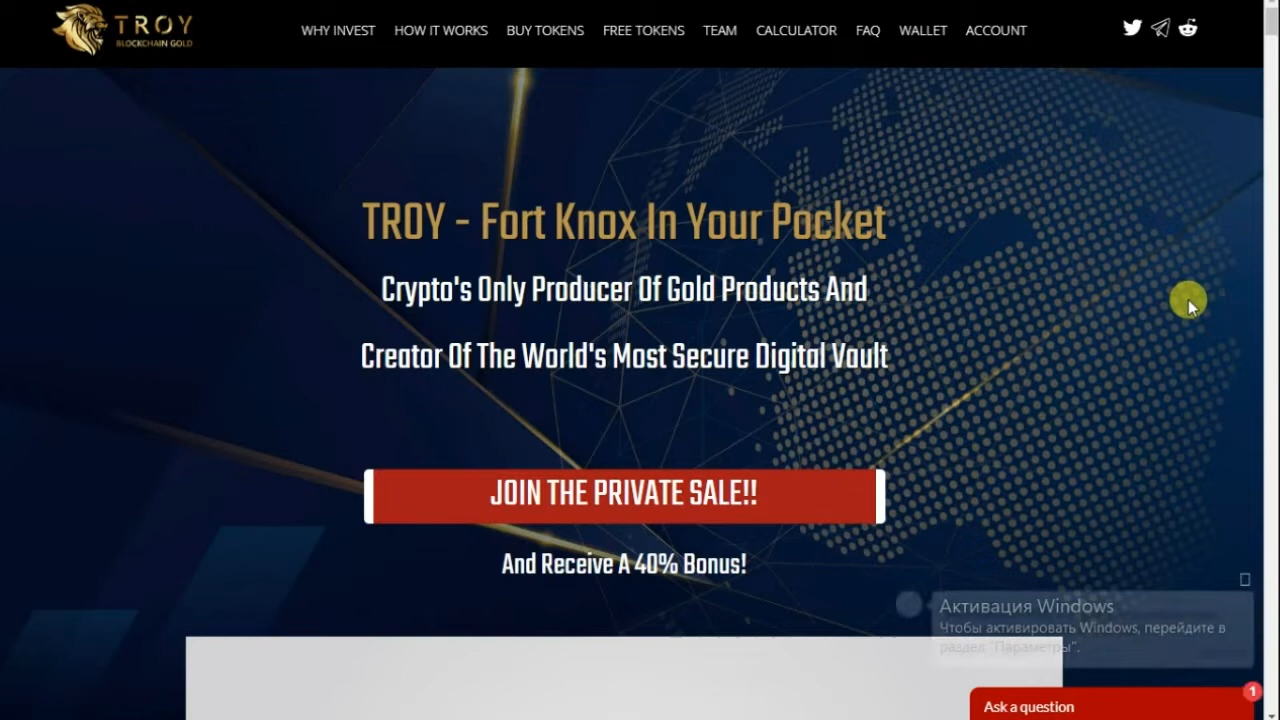 TROY
BLOCKCHAIN GOLD
WHY INVEST HOW IT WORKS BUY TOKENS FREE TOKENS TEAM CALCULATOR FAQ WALLET ACCOUNT
TROY - Fort Knox In Your Pocket
Crypto's Only Producer Of Gold Products And
Creator Of The World's Most Secure Digital Vault
JOIN THE PRIVATE SALE!!
And Receive A 40% Bonus!
Активация Windows
Чтобы активировать Windows, перейдите в
раздел "Параметры".
1
Ask a question